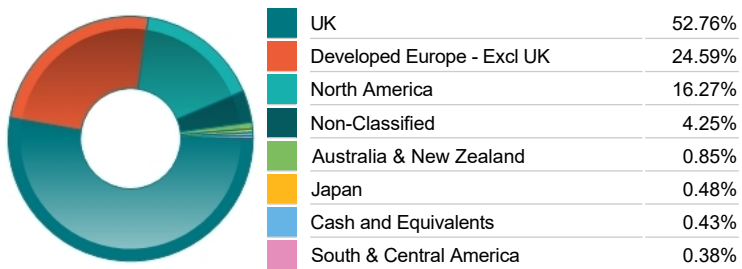 UK 52.76%
Developed Europe - Excl UK 24.59%
North America 16.27%
Non-Classified 4.25%
Australia & New Zealand 0.85%
Japan 0.48%
Cash and Equivalents 0.43%
South & Central America 0.38%